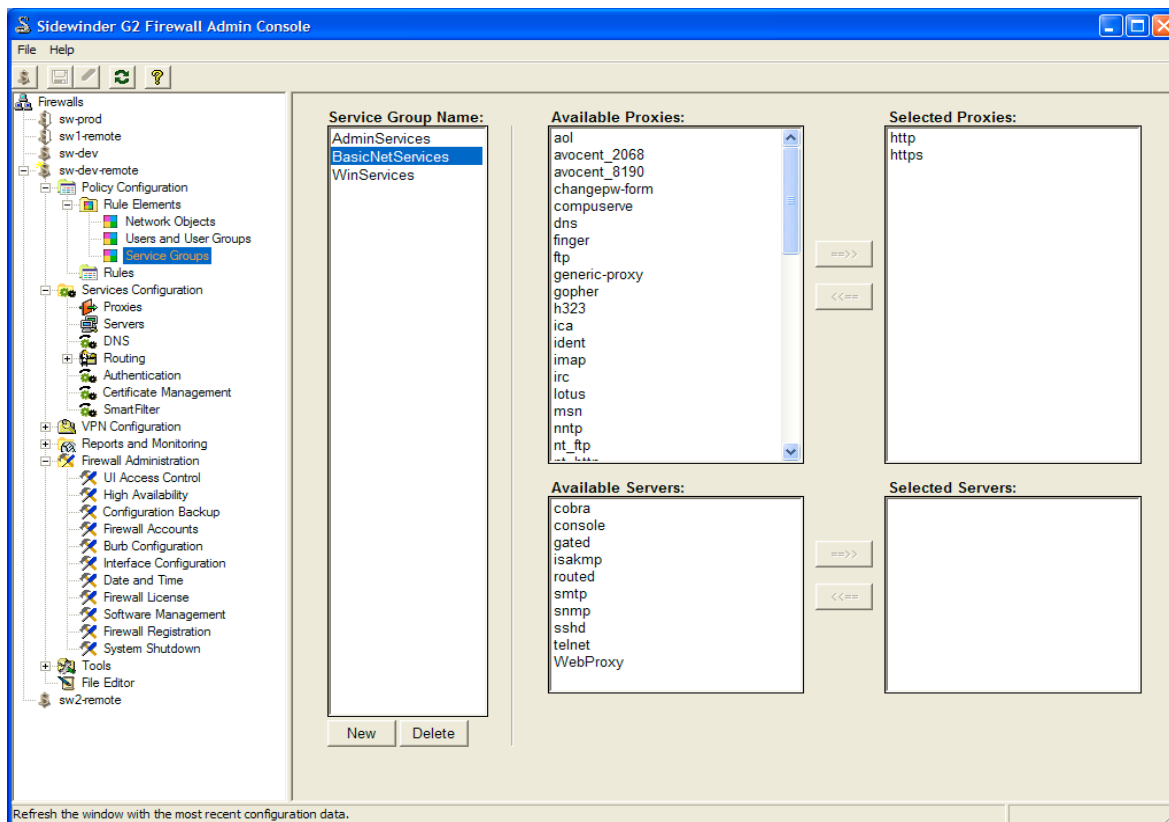 Sidewinder G2 Firewall Admin Console
File Help
Firewalls
sw-prod
sw1-remote
sw-dev
sw-dev-remote
Policy Configuration
Rule Elements
Network Objects
Users and User Groups
Service Groups
Rules
Services Configuration
Proxies
Servers
DNS
Routing
Authentication
Certificate Management
SmartFilter
VPN Configuration
Reports and Monitoring
Firewall Administration
UI Access Control
High Availability
Configuration Backup
Firewall Accounts
Burb Configuration
Interface Configuration
Date and Time
Firewall License
Software Management
Firewall Registration
System Shutdown
Tools
File Editor
sw2-remote
Service Group Name:
AdminServices
BasicNetServices
WinServices
New Delete
Available Proxies:
aol
avocent_2068
avocent_8190
changepw-form
compuserve
dns
finger
ftp
generic-proxy
gopher
h323
ica
ident
imap
irc
lotus
msn
nntp
nt_ftp
nt_http
==>>
<<==
Selected Proxies:
http
https
Available Servers:
cobra
console
gated
isakmp
routed
smtp
snmp
sshd
telnet
WebProxy
==>>
<<==
Selected Servers:
Refresh the window with the most recent configuration data.